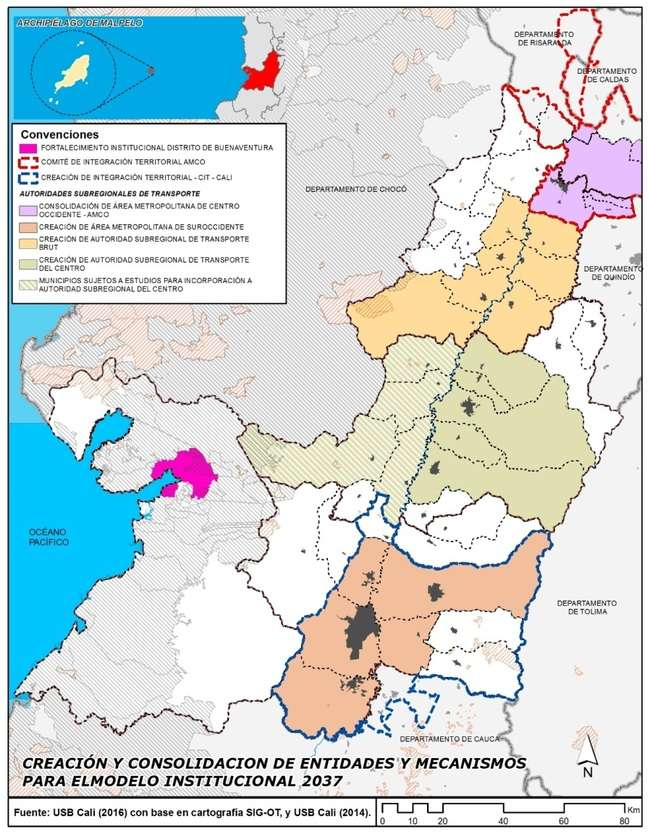 ARCHIPIÉLAGO DE MALPELO
DEPARTAMENTO
DE RISARALDA
DEPARTAMENTO
DE CALDAS
Convenciones
FORTALECIMIENTO INSTITUCIONAL DISTRITO DE BUENAVENTURA
COMITÉ DE INTEGRACIÓN TERRITORIAL AMCO
CREACIÓN DE INTEGRACIÓN TERRITORIAL - CIT - CALI
AUTORIDADES SUBREGIONALES DE TRANSPORTE
CONSOLIDACIÓN DE ÁREA METROPOLITANA DE CENTRO
OCCIDENTE - AMCO
CREACIÓN DE ÁREA METROPOLITANA DE SUROCCIDENTE
CREACIÓN DE AUTORIDAD SUBREGIONAL DE TRANSPORTE
BRUT
CREACIÓN DE AUTORIDAD SUBREGIONAL DE TRANSPORTE
DEL CENTRO
MUNICIPIOS SUJETOS A ESTUDIOS PARA INCORPORACIÓN A
AUTORIDAD SUBREGIONAL DEL CENTRO
DEPARTAMENTO DE CHOCÓ
DEPARTAMENTO
DE QUINDÍO
OCÉANO
PACÍFICO
DEPARTAMENTO
DE TOLIMA
DEPARTAMENTO DE CAUCA
CREACIÓN Y CONSOLIDACION DE ENTIDADES Y MECANISMOS
PARA ELMODELO INSTITUCIONAL 2037
N
Fuente: USB Cali (2016) con base en cartografía SIG-OT, y USB Cali (2014).
Km
0 10 20 40 60 80